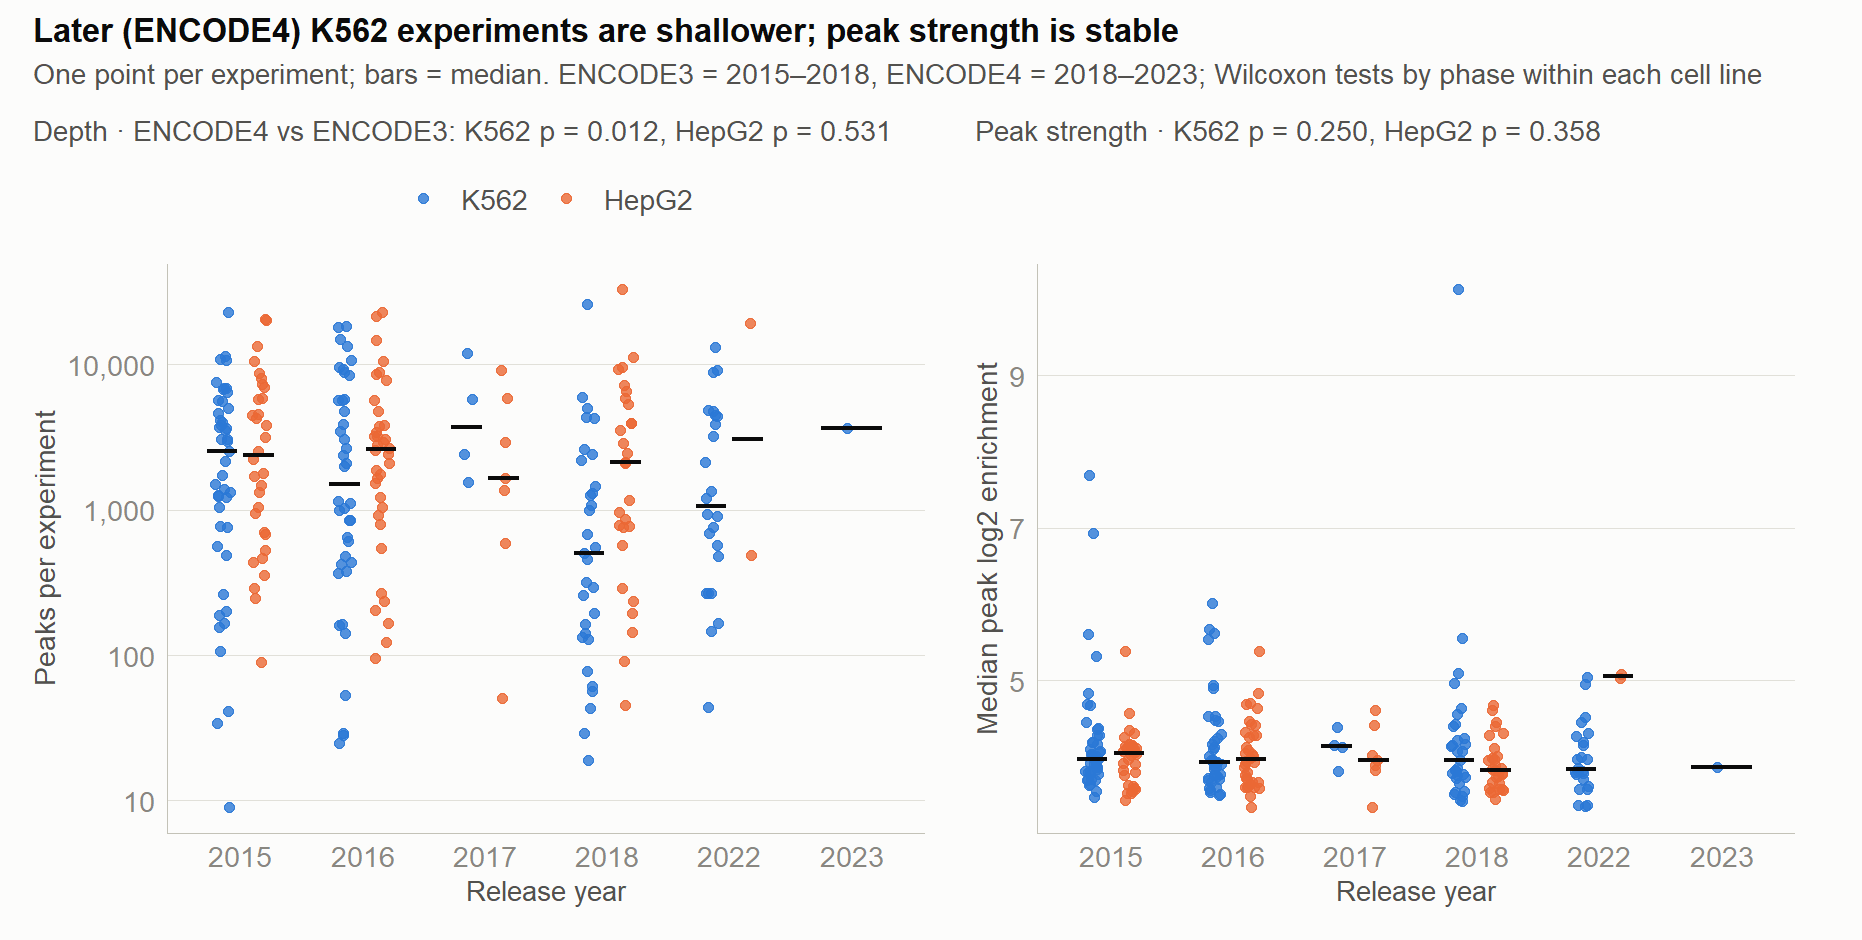 Later (ENCODE4) K562 experiments are shallower; peak strength is stable
One point per experiment; bars = median. ENCODE3 = 2015–2018, ENCODE4 = 2018–2023; Wilcoxon tests by phase within each cell line
Depth · ENCODE4 vs ENCODE3: K562 p = 0.012, HepG2 p = 0.531
Peak strength · K562 p = 0.250, HepG2 p = 0.358
K562 HepG2
Peaks per experiment
10,000
1,000
100
10
2015 2016 2017 2018 2022 2023
Release year
Median peak log2 enrichment
9
7
5
2015 2016 2017 2018 2022 2023
Release year